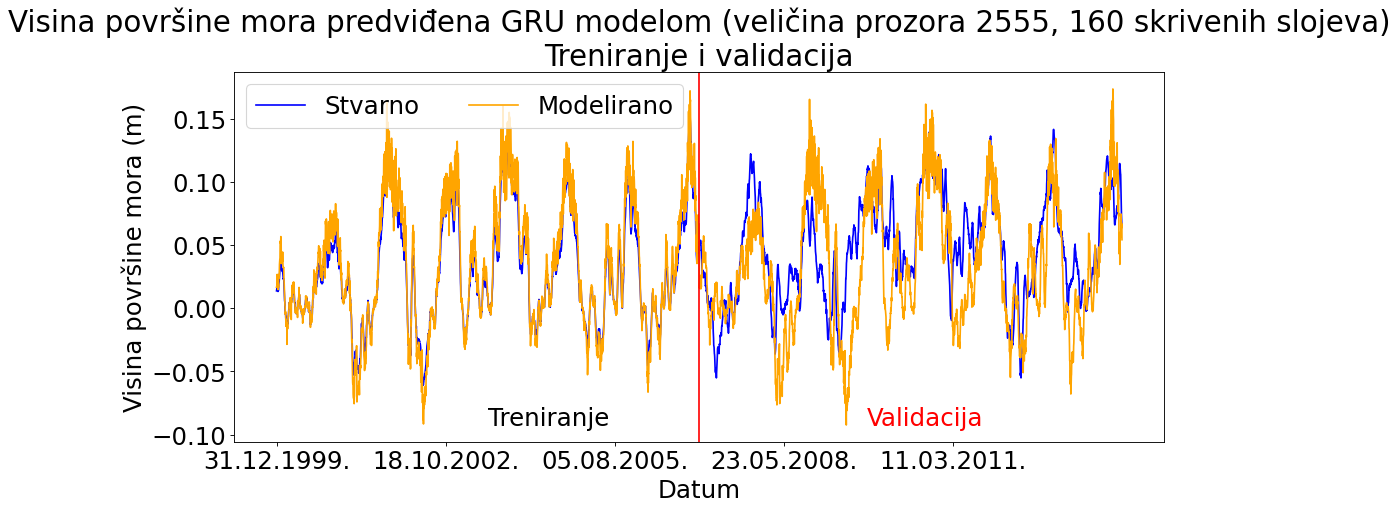 Visina površine mora predviđena GRU modelom (veličina prozora 2555, 160 skrivenih slojeva)
Treniranje i validacija
Stvarno
Modelirano
Visina površine mora (m)
0.15
0.10
0.05
0.00
−0.05
−0.10
Treniranje
Validacija
31.12.1999.
18.10.2002.
05.08.2005.
23.05.2008.
11.03.2011.
Datum